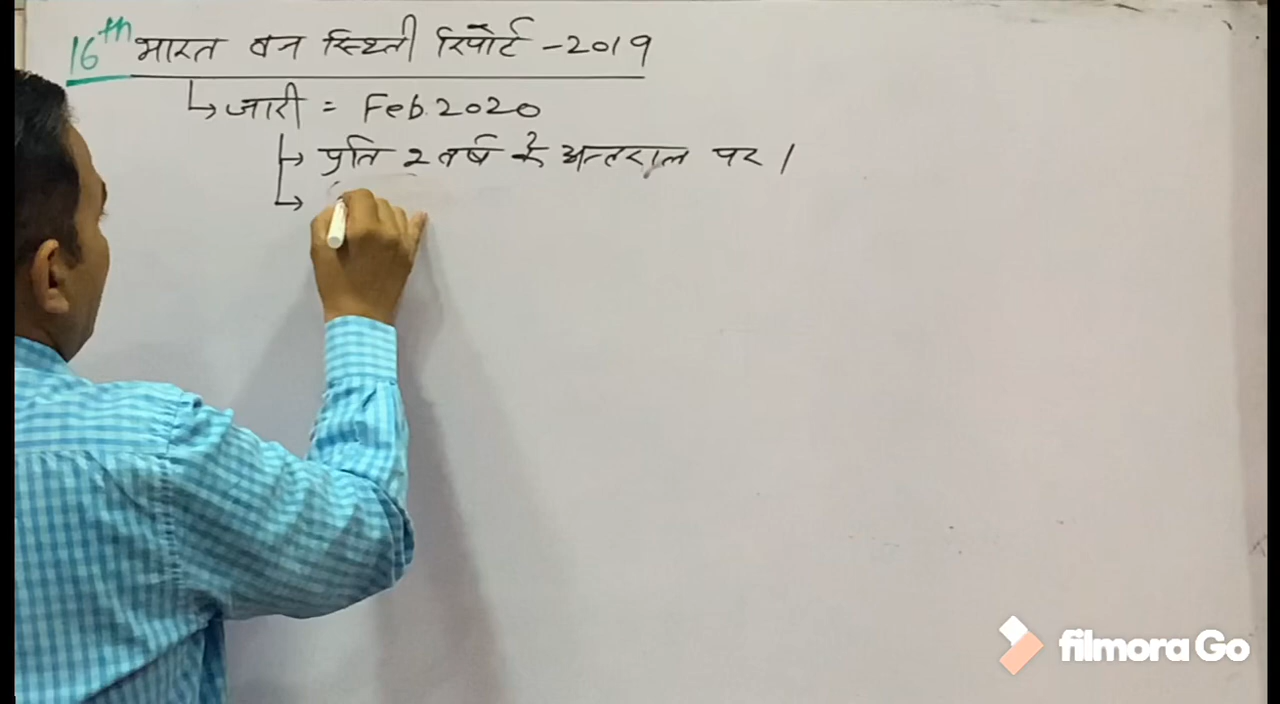 16th भारत वन स्थिती रिपोर्ट -2019
जारी = Feb. 2020
प्रति 2 वर्ष के अन्तराल पर।
filmora Go